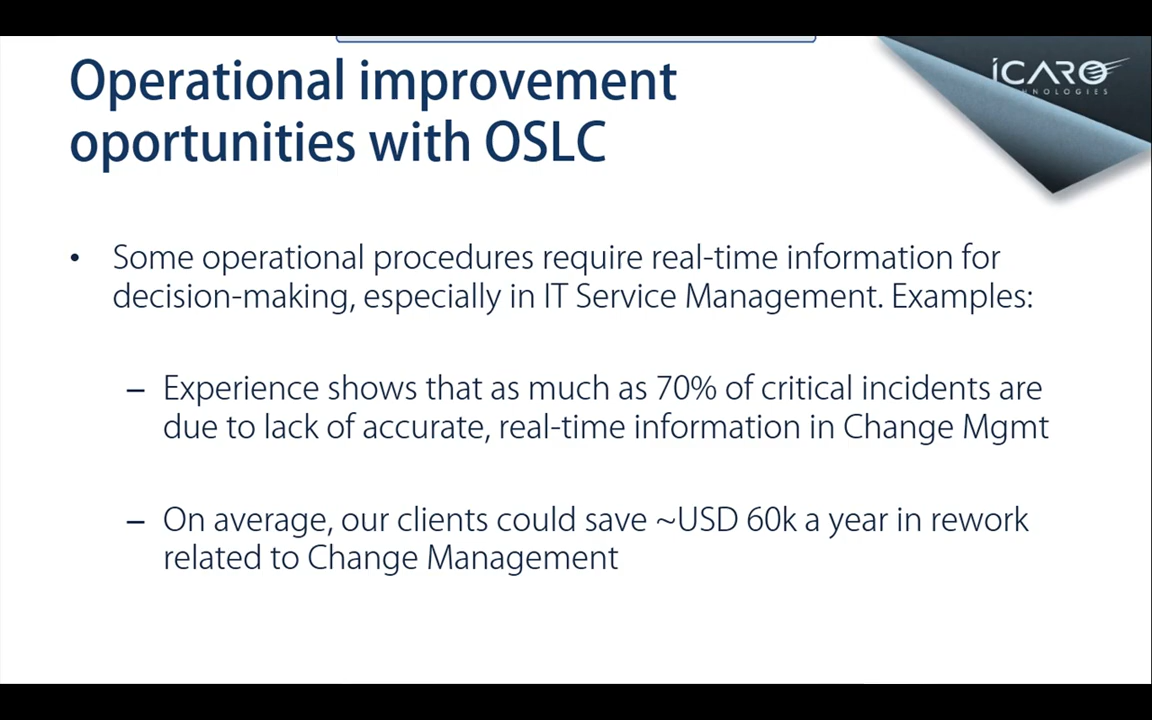 Operational improvement
oportunities with OSLC
iCARO
• Some operational procedures require real-time information for
decision-making, especially in IT Service Management. Examples:
– Experience shows that as much as 70% of critical incidents are
due to lack of accurate, real-time information in Change Mgmt
– On average, our clients could save ~USD 60k a year in rework
related to Change Management